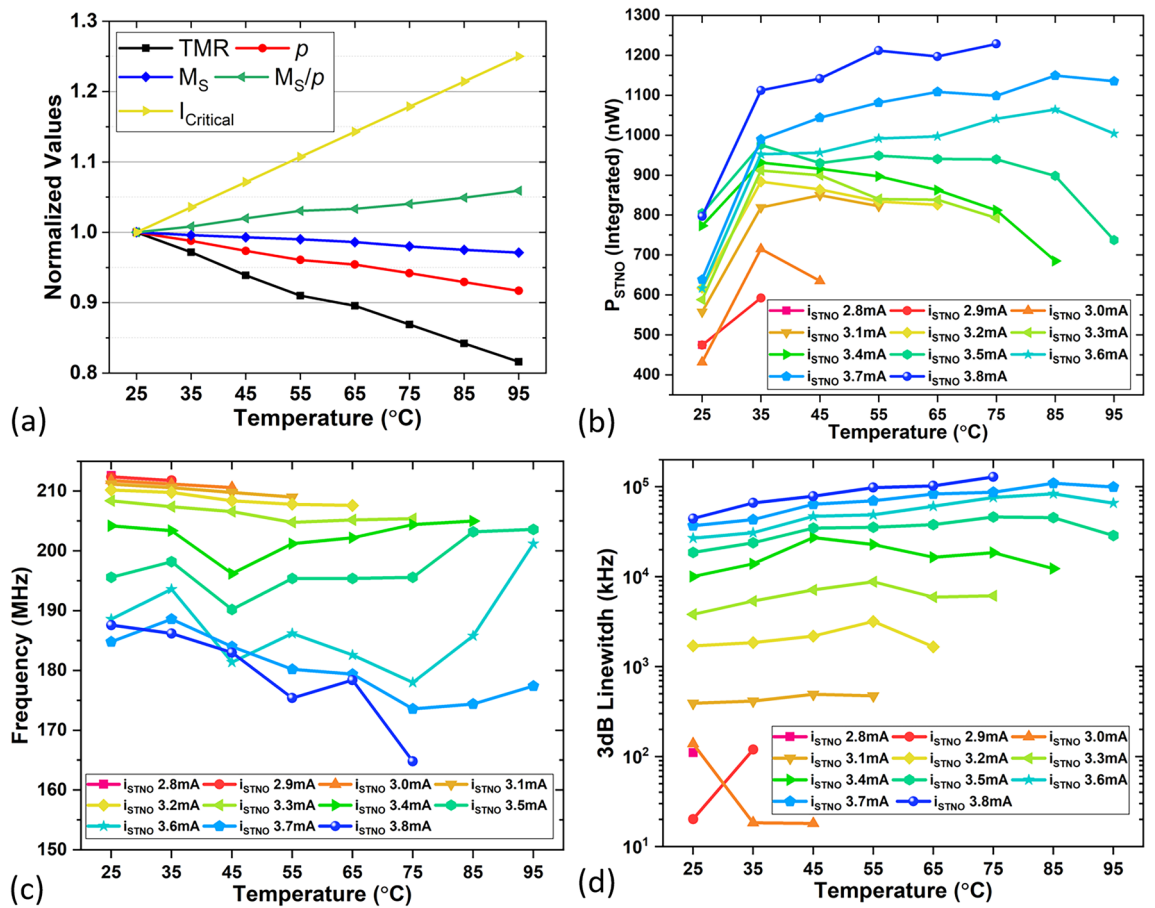 1.3
1.2
1.1
1.0
0.9
0.8
Normalized Values
TMR p
MS MS/p
ICritical
25 35 45 55 65 75 85 95
Temperature (°C)
(a)
1300
1200
1100
1000
900
800
700
600
500
400
PSTNO (Integrated) (nW)
iSTNO 2.8mA iSTNO 2.9mA iSTNO 3.0mA
iSTNO 3.1mA iSTNO 3.2mA iSTNO 3.3mA
iSTNO 3.4mA iSTNO 3.5mA iSTNO 3.6mA
iSTNO 3.7mA iSTNO 3.8mA
25 35 45 55 65 75 85 95
Temperature (°C)
(b)
210
200
190
180
170
160
150
Frequency (MHz)
iSTNO 2.8mA iSTNO 2.9mA iSTNO 3.0mA iSTNO 3.1mA
iSTNO 3.2mA iSTNO 3.3mA iSTNO 3.4mA iSTNO 3.5mA
iSTNO 3.6mA iSTNO 3.7mA iSTNO 3.8mA
25 35 45 55 65 75 85 95
Temperature (°C)
(c)
10^5
10^4
10^3
10^2
10^1
3dB Linewitdh (kHz)
iSTNO 2.8mA iSTNO 2.9mA iSTNO 3.0mA
iSTNO 3.1mA iSTNO 3.2mA iSTNO 3.3mA
iSTNO 3.4mA iSTNO 3.5mA iSTNO 3.6mA
iSTNO 3.7mA iSTNO 3.8mA
25 35 45 55 65 75 85 95
Temperature (°C)
(d)